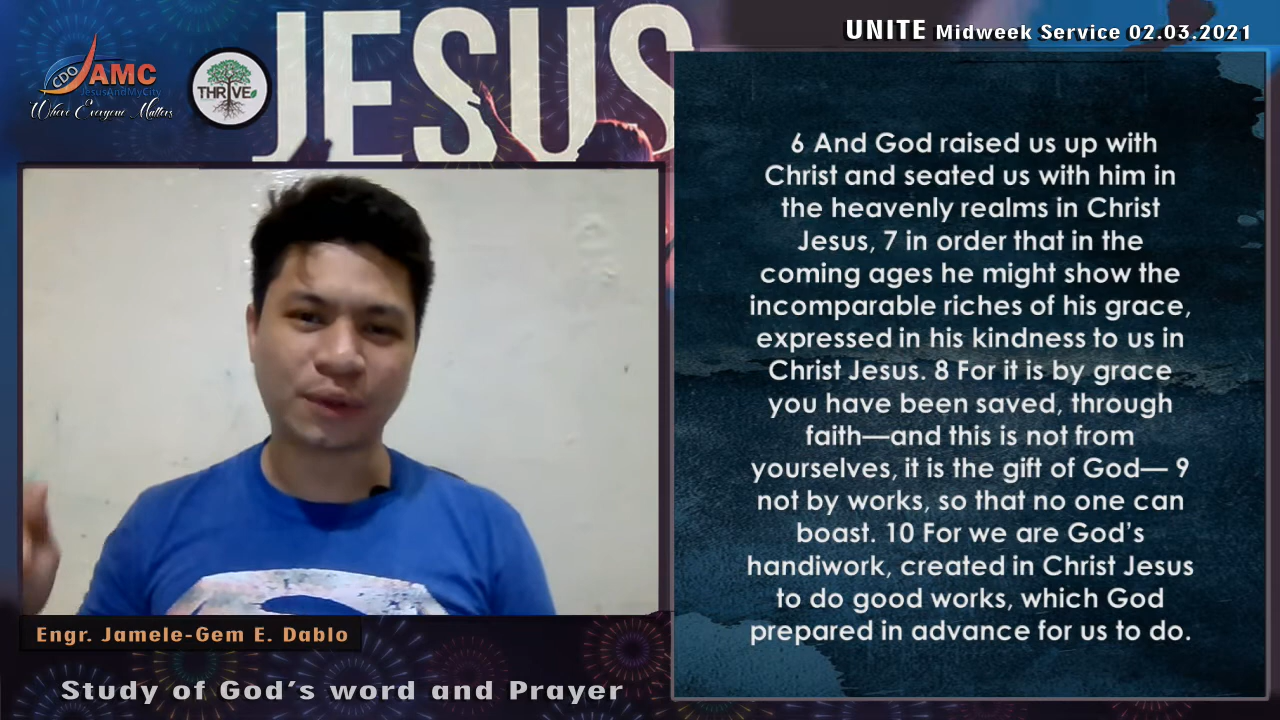 UNITE Midweek Service 02.03.2021
JESUS
CDO
JAMC
JesusAndMyCity
Where Everyone Matters
THRIVE
6 And God raised us up with
Christ and seated us with him in
the heavenly realms in Christ
Jesus, 7 in order that in the
coming ages he might show the
incomparable riches of his grace,
expressed in his kindness to us in
Christ Jesus. 8 For it is by grace
you have been saved, through
faith—and this is not from
yourselves, it is the gift of God— 9
not by works, so that no one can
boast. 10 For we are God’s
handiwork, created in Christ Jesus
to do good works, which God
prepared in advance for us to do.
Engr. Jamele-Gem E. Dablo
Study of God’s word and Prayer